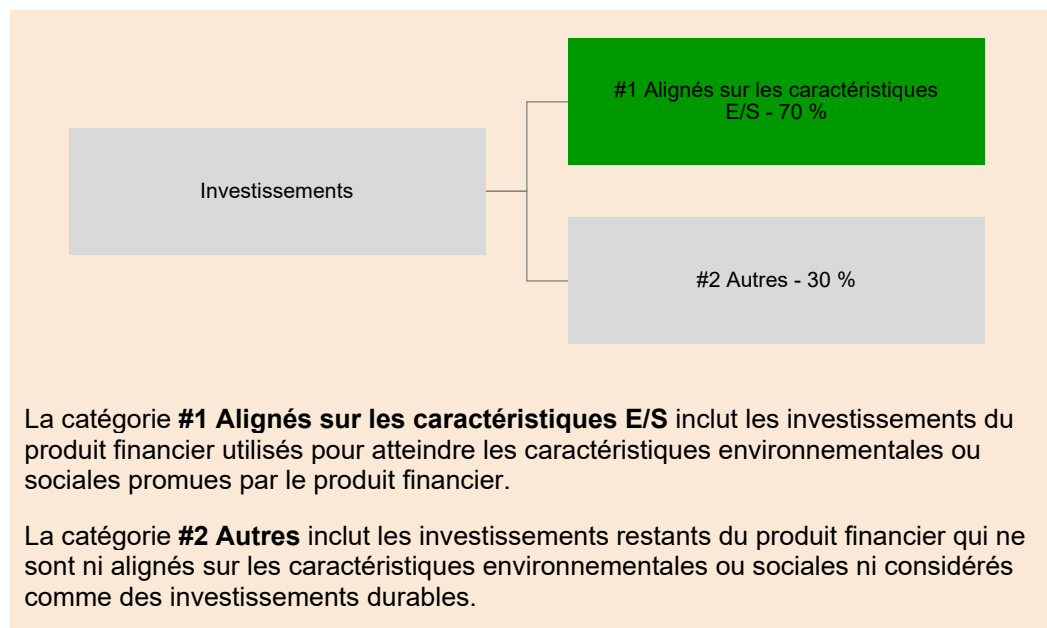 #1 Alignés sur les caractéristiques
E/S - 70 %
Investissements
#2 Autres - 30 %
La catégorie #1 Alignés sur les caractéristiques E/S inclut les investissements du
produit financier utilisés pour atteindre les caractéristiques environnementales ou
sociales promues par le produit financier.
La catégorie #2 Autres inclut les investissements restants du produit financier qui ne
sont ni alignés sur les caractéristiques environnementales ou sociales ni considérés
comme des investissements durables.